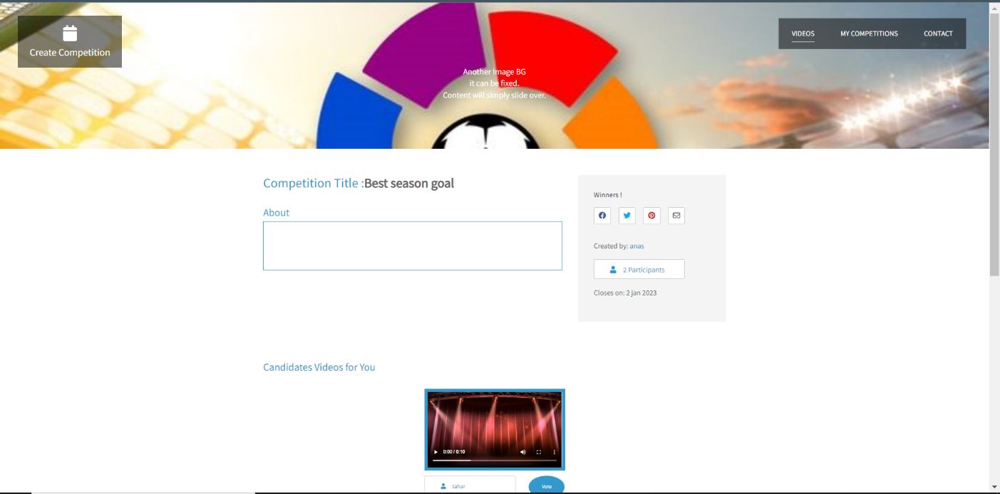 Create Competition
VIDEOS MY COMPETITIONS CONTACT
Another Image BG
it can be fixed.
Content will simply slide over.
Competition Title :Best season goal
About
Winners !
Created by: anas
2 Participants
Closes on: 2 jan 2023
Candidates Videos for You
0:00 / 0:10
tahar
Vote